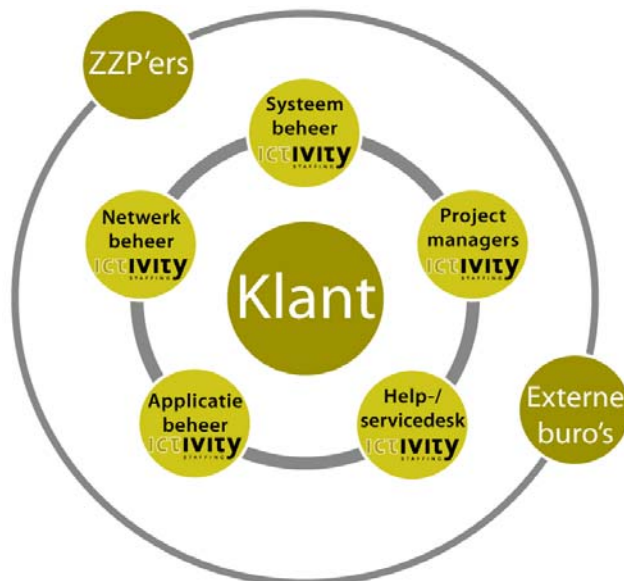 ZZP'ers
Systeem
beheer
ICTIVITY
STAFFING
Netwerk
beheer
ICTIVITY
STAFFING
Project
managers
ICTIVITY
STAFFING
Klant
Applicatie
beheer
ICTIVITY
STAFFING
Help-/
servicedesk
ICTIVITY
STAFFING
Externe
buro's